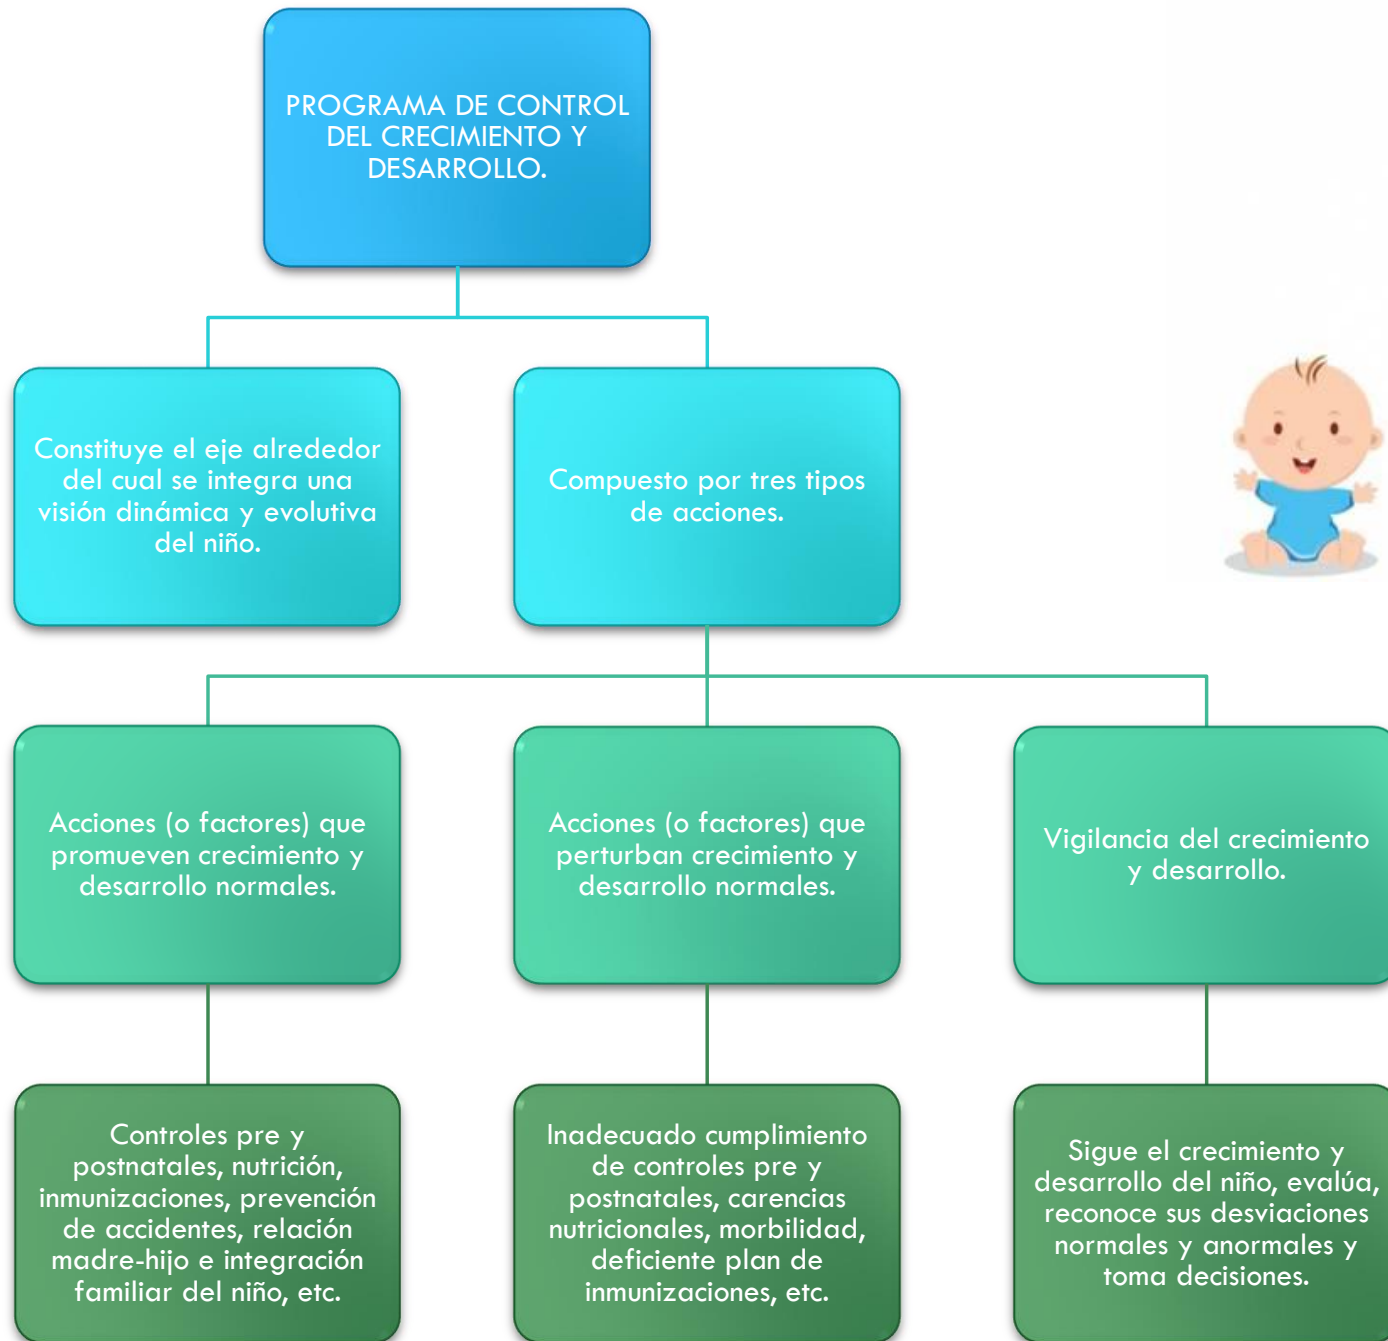 PROGRAMA DE CONTROL
DEL CRECIMIENTO Y
DESARROLLO.
Constituye el eje alrededor
del cual se integra una
visión dinámica y evolutiva
del niño.
Compuesto por tres tipos
de acciones.
Acciones (o factores) que
promueven crecimiento y
desarrollo normales.
Acciones (o factores) que
perturban crecimiento y
desarrollo normales.
Vigilancia del crecimiento
y desarrollo.
Controles pre y
postnatales, nutrición,
inmunizaciones, prevención
de accidentes, relación
madre-hijo e integración
familiar del niño, etc.
Inadecuado cumplimiento
de controles pre y
postnatales, carencias
nutricionales, morbilidad,
deficiente plan de
inmunizaciones, etc.
Sigue el crecimiento y
desarrollo del niño, evalúa,
reconoce sus desviaciones
normales y anormales y
toma decisiones.